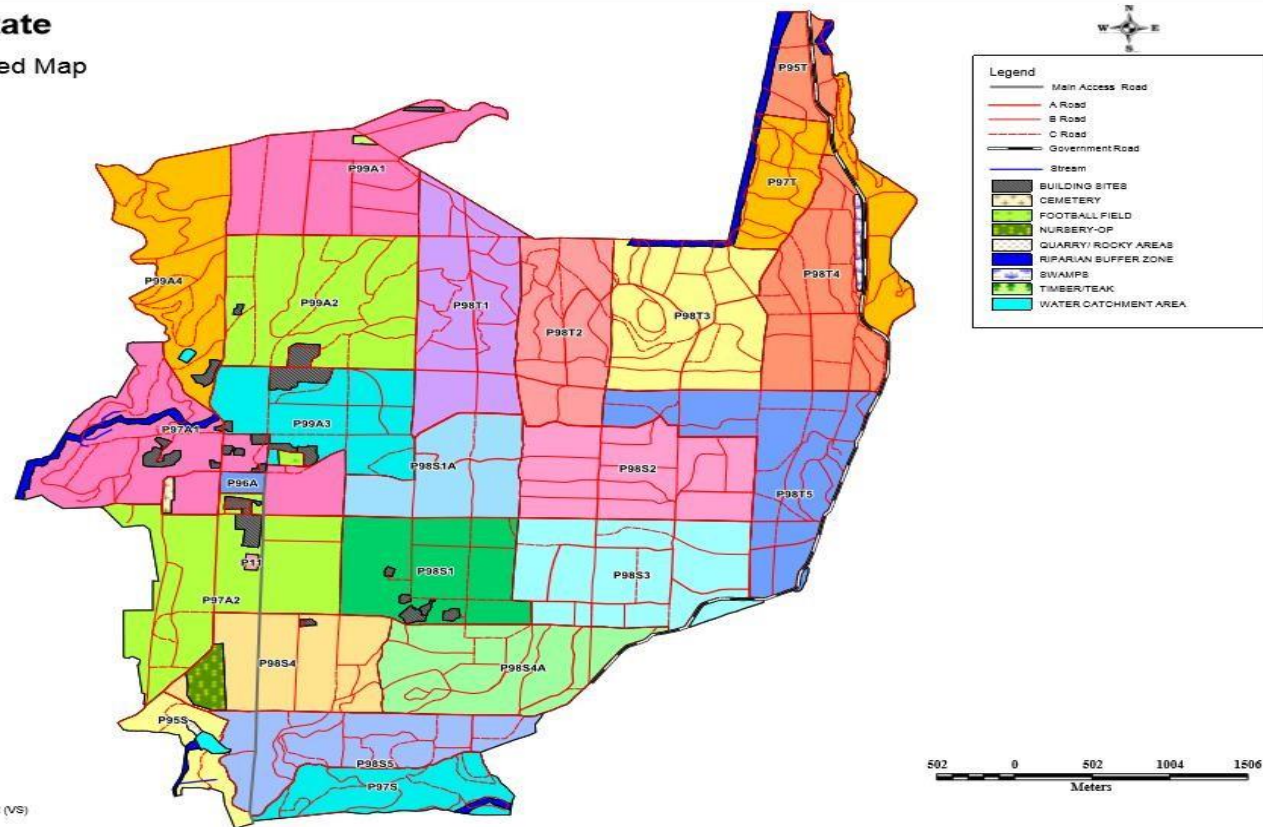 ate
ed Map
N
W E
S
Legend
Main Access Road
A Road
B Road
C Road
Government Road
Stream
BUILDING SITES
CEMETERY
FOOTBALL FIELD
NURSERY-OP
QUARRY/ ROCKY AREAS
RIPARIAN BUFFER ZONE
SWAMPS
TIMBER/TEAK
WATER CATCHMENT AREA
P95T
P99A1
P97T
P99A4
P99A2
P98T1
P98T2
P98T3
P98T4
P97A1
P99A3
P98S1A
P98S2
P96A
P98T5
P11
P98S1
P98S3
P97A2
P98S4
P98S4A
P95S
P98S5
P97S
502 0 502 1004 1506
Meters
(VS)